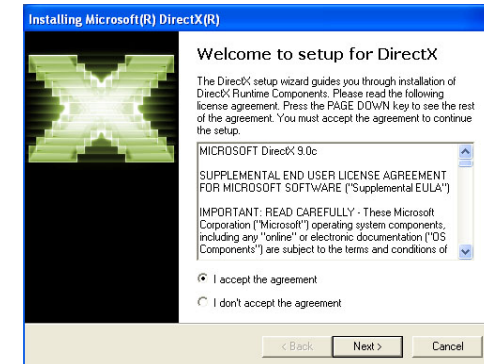 Installing Microsoft(R) DirectX(R)
Welcome to setup for DirectX
The DirectX setup wizard guides you through installation of
DirectX Runtime Components. Please read the following
license agreement. Press the PAGE DOWN key to see the rest
of the agreement. You must accept the agreement to continue
the setup.
MICROSOFT DirectX 9.0c
SUPPLEMENTAL END USER LICENSE AGREEMENT
FOR MICROSOFT SOFTWARE ("Supplemental EULA")
IMPORTANT: READ CAREFULLY - These Microsoft
Corporation ("Microsoft") operating system components,
including any "online" or electronic documentation ("OS
Components") are subject to the terms and conditions of
I accept the agreement
I don't accept the agreement
< Back Next > Cancel